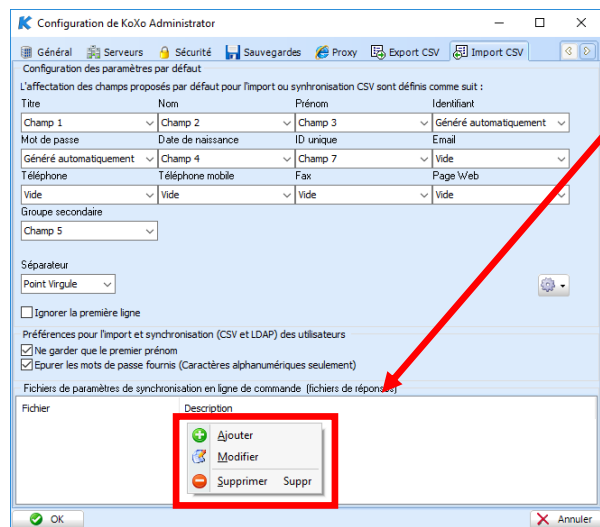 Configuration de KoXo Administrator
Général Serveurs Sécurité Sauvegardes Proxy Export CSV Import CSV
Configuration des paramètres par défaut
L'affectation des champs proposés par défaut pour l'import ou synhronisation CSV sont définis comme suit :
Titre Nom Prénom Identifiant
Champ 1 Champ 2 Champ 3 Généré automatiquement
Mot de passe Date de naissance ID unique Email
Généré automatiquement Champ 4 Champ 7 Vide
Téléphone Téléphone mobile Fax Page Web
Vide Vide Vide Vide
Groupe secondaire
Champ 5
Séparateur
Point Virgule
Ignorer la première ligne
Préférences pour l'import et synchronisation (CSV et LDAP) des utilisateurs
Ne garder que le premier prénom
Epurer les mots de passe fournis (Caractères alphanumériques seulement)
Fichiers de paramètres de synchronisation en ligne de commande (fichiers de réponses)
Fichier Description
Ajouter
Modifier
Supprimer Suppr
OK Annuler